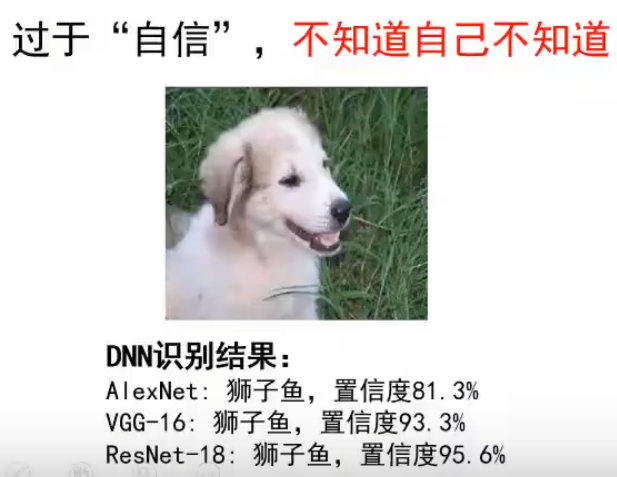 过于“自信”，不知道自己不知道
DNN识别结果：
AlexNet: 狮子鱼，置信度81.3%
VGG-16: 狮子鱼，置信度93.3%
ResNet-18: 狮子鱼，置信度95.6%